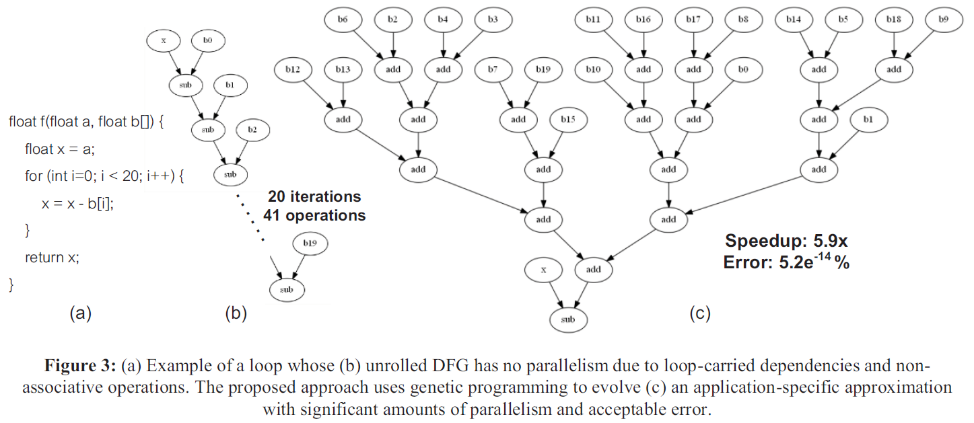 float f(float a, float b[]) {
float x = a;
for (int i=0; i < 20; i++) {
x = x - b[i];
}
return x;
}
(a)
x b0
sub b1
sub b2
sub
20 iterations
41 operations
b19
sub
(b)
b6 b2 b4 b3 b11 b16 b17 b8 b14 b5 b18 b9
b12 b13 add add b7 b19 b10 add add b0 add add
add add add b15 add add add b1
add add add add
add add
x add
sub
Speedup: 5.9x
Error: 5.2e-14 %
(c)
Figure 3: (a) Example of a loop whose (b) unrolled DFG has no parallelism due to loop-carried dependencies and non-
associative operations. The proposed approach uses genetic programming to evolve (c) an application-specific approximation
with significant amounts of parallelism and acceptable error.